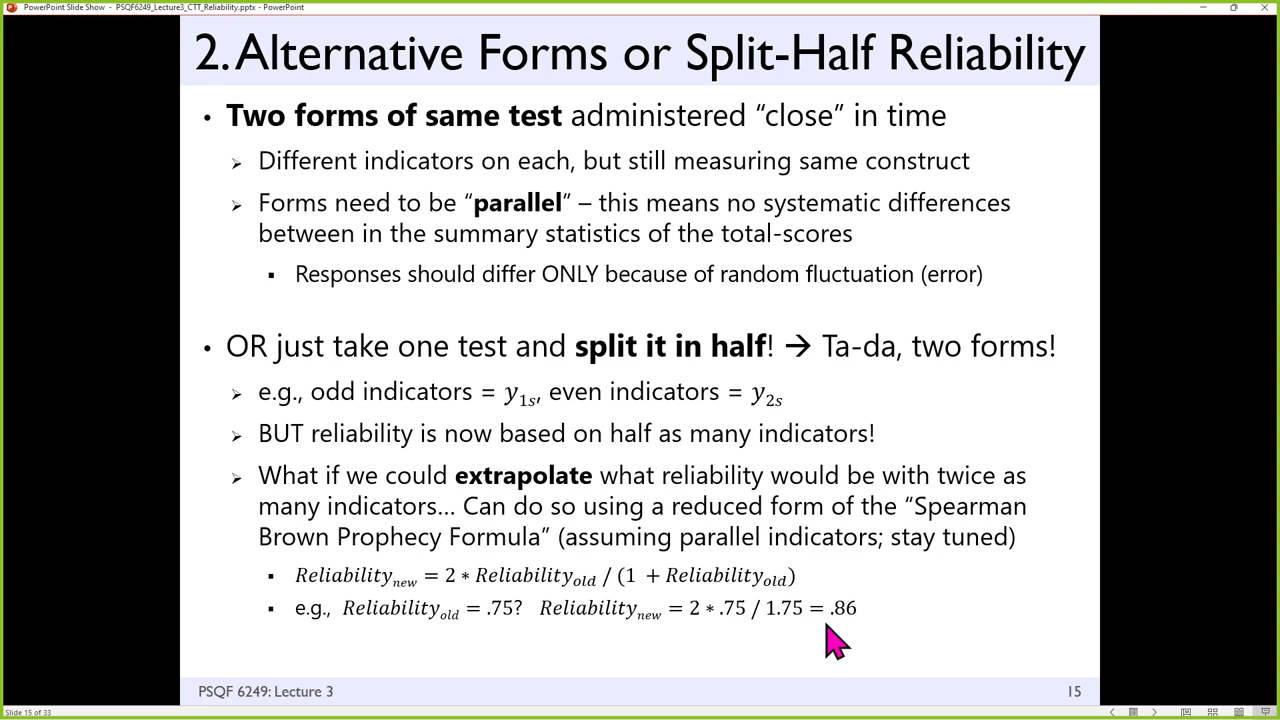 PowerPoint Slide Show - PSQF6249_Lecture3_CTT_Reliability.pptx - PowerPoint
2. Alternative Forms or Split-Half Reliability
• Two forms of same test administered “close” in time
➢ Different indicators on each, but still measuring same construct
➢ Forms need to be “parallel” – this means no systematic differences
between in the summary statistics of the total-scores
▪ Responses should differ ONLY because of random fluctuation (error)
• OR just take one test and split it in half! → Ta-da, two forms!
➢ e.g., odd indicators = y₁ₛ, even indicators = y₂ₛ
➢ BUT reliability is now based on half as many indicators!
➢ What if we could extrapolate what reliability would be with twice as
many indicators… Can do so using a reduced form of the “Spearman
Brown Prophecy Formula” (assuming parallel indicators; stay tuned)
▪ Reliability_new = 2 ∗ Reliability_old / (1 + Reliability_old)
▪ e.g., Reliability_old = .75? Reliability_new = 2 ∗ .75 / 1.75 = .86
PSQF 6249: Lecture 3
15
Slide 15 of 33